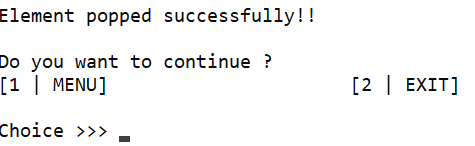 Element popped successfully!!
Do you want to continue ?
[1 | MENU] [2 | EXIT]
Choice >>> _